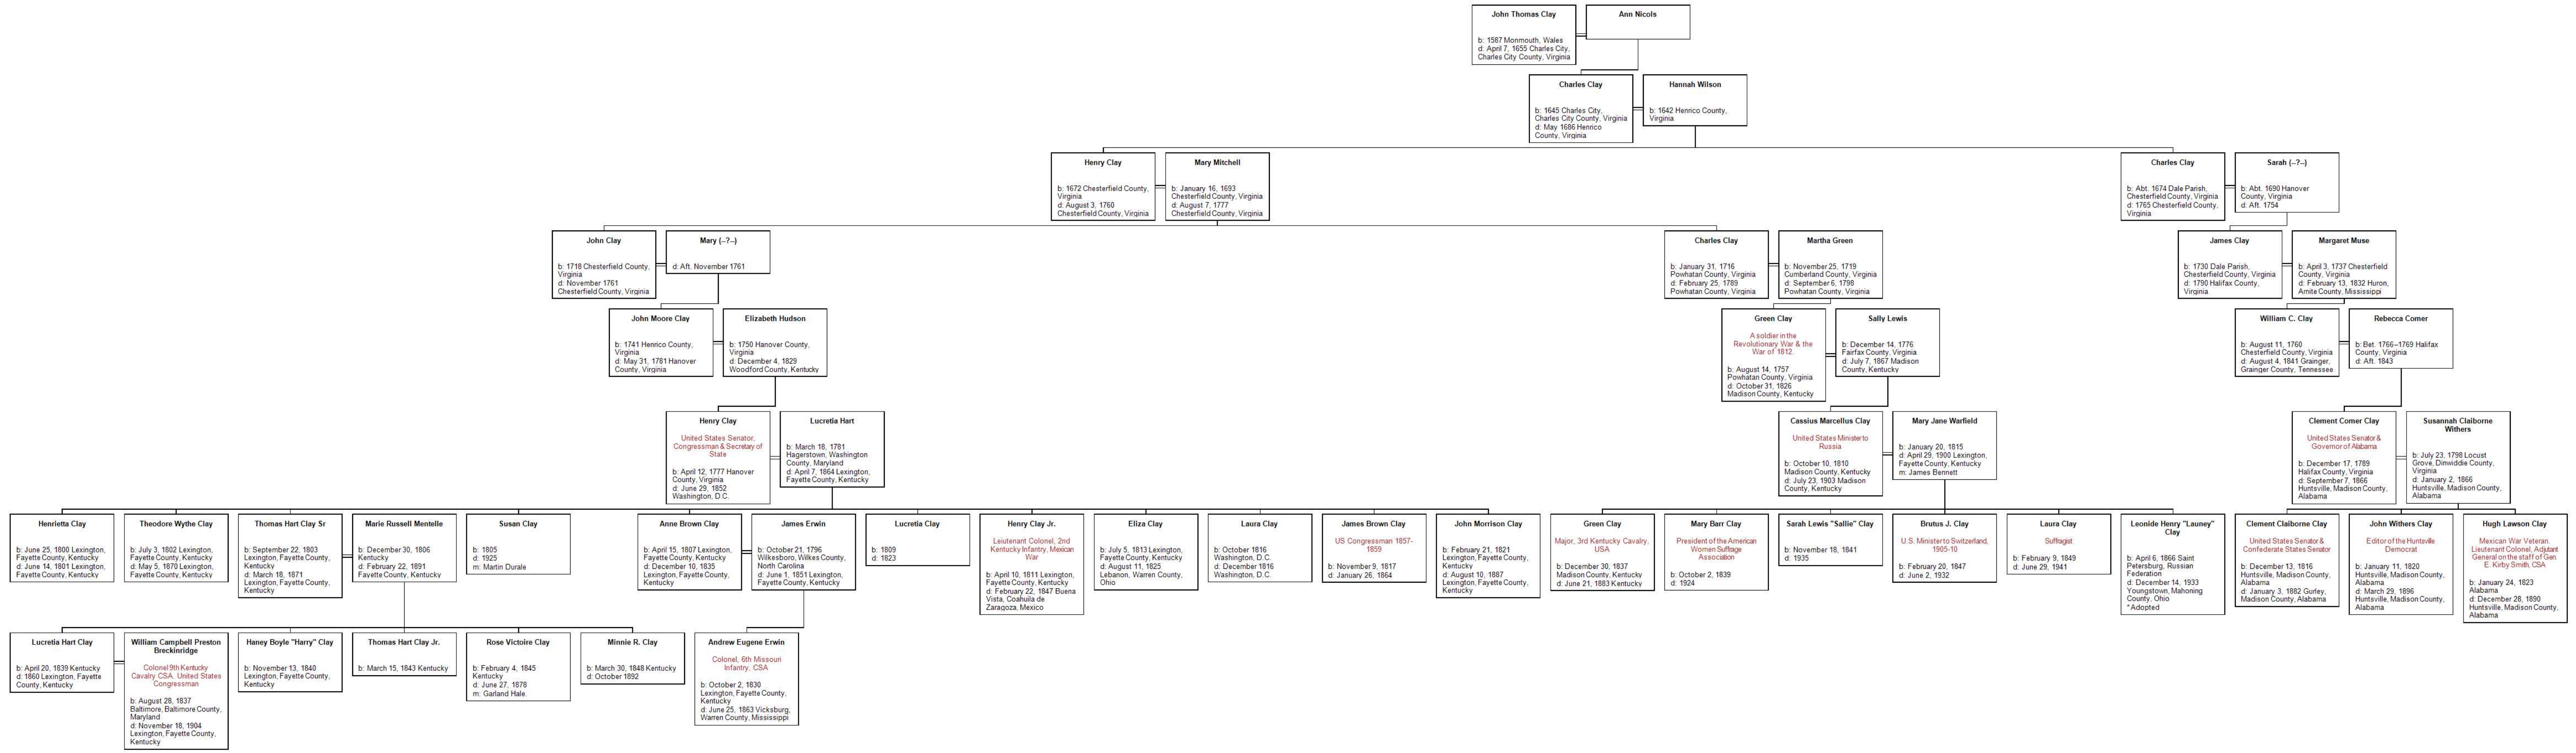 John Thomas Clay
b: 1587 Monmouth, Wales
d: April 7, 1655 Charles City,
Charles City County, Virginia
Ann Nicols
Charles Clay
b: 1645 Charles City,
Charles City County, Virginia
d: May 1686 Henrico
County, Virginia
Hannah Wilson
b: 1642 Henrico County,
Virginia
Henry Clay
b: 1672 Chesterfield County,
Virginia
d: August 3, 1760
Chesterfield County, Virginia
Mary Mitchell
b: January 16, 1693
Chesterfield County, Virginia
d: August 7, 1777
Chesterfield County, Virginia
Charles Clay
b: Abt. 1674 Dale Parish,
Chesterfield County, Virginia
d: 1765 Chesterfield County,
Virginia
Sarah (--?--)
b: Abt. 1690 Hanover
County, Virginia
d: Aft. 1754
John Clay
b: 1718 Chesterfield County,
Virginia
d: November 1761
Chesterfield County, Virginia
Mary (--?--)
d: Aft. November 1761
Charles Clay
b: January 31, 1716
Powhatan County, Virginia
d: February 25, 1789
Powhatan County, Virginia
Martha Green
b: November 25, 1719
Cumberland County, Virginia
d: September 6, 1798
Powhatan County, Virginia
James Clay
b: 1730 Dale Parish,
Chesterfield County, Virginia
d: 1790 Halifax County,
Virginia
Margaret Muse
b: April 3, 1737 Chesterfield
County, Virginia
d: February 13, 1832 Huron,
Amite County, Mississippi
John Moore Clay
b: 1741 Henrico County,
Virginia
d: May 31, 1781 Hanover
County, Virginia
Elizabeth Hudson
b: 1750 Hanover County,
Virginia
d: December 4, 1829
Woodford County, Kentucky
Green Clay
A soldier in the
Revolutionary War & the
War of 1812.
b: August 14, 1757
Powhatan County, Virginia
d: October 31, 1826
Madison County, Kentucky
Sally Lewis
b: December 14, 1776
Fairfax County, Virginia
d: July 7, 1867 Madison
County, Kentucky
William C. Clay
b: August 11, 1760
Chesterfield County, Virginia
d: August 4, 1841 Grainger,
Grainger County, Tennessee
Rebecca Comer
b: Bet. 1766–1769 Halifax
County, Virginia
d: Aft. 1843
Henry Clay
United States Senator,
Congressman & Secretary of
State
b: April 12, 1777 Hanover
County, Virginia
d: June 29, 1852
Washington, D.C.
Lucretia Hart
b: March 18, 1781
Hagerstown, Washington
County, Maryland
d: April 7, 1864 Lexington,
Fayette County, Kentucky
Cassius Marcellus Clay
United States Minister to
Russia
b: October 10, 1810
Madison County, Kentucky
d: July 23, 1903 Madison
County, Kentucky
Mary Jane Warfield
b: January 20, 1815
d: April 29, 1900 Lexington,
Fayette County, Kentucky
m: James Bennett
Clement Comer Clay
United States Senator &
Governor of Alabama
b: December 17, 1789
Halifax County, Virginia
d: September 7, 1866
Huntsville, Madison County,
Alabama
Susannah Claiborne
Withers
b: July 23, 1798 Locust
Grove, Dinwiddie County,
Virginia
d: January 2, 1866
Huntsville, Madison County,
Alabama
Henrietta Clay
b: June 25, 1800 Lexington,
Fayette County, Kentucky
d: June 14, 1801 Lexington,
Fayette County, Kentucky
Theodore Wythe Clay
b: July 3, 1802 Lexington,
Fayette County, Kentucky
d: May 5, 1870 Lexington,
Fayette County, Kentucky
Thomas Hart Clay Sr
b: September 22, 1803
Lexington, Fayette County,
Kentucky
d: March 18, 1871
Lexington, Fayette County,
Kentucky
Marie Russell Mentelle
b: December 30, 1806
Kentucky
d: February 22, 1891
Fayette County, Kentucky
Susan Clay
b: 1805
d: 1925
m: Martin Durale
Anne Brown Clay
b: April 15, 1807 Lexington,
Fayette County, Kentucky
d: December 10, 1835
Lexington, Fayette County,
Kentucky
James Erwin
b: October 21, 1796
Wilkesboro, Wilkes County,
North Carolina
d: June 1, 1851 Lexington,
Fayette County, Kentucky
Lucretia Clay
b: 1809
d: 1823
Henry Clay Jr.
Leiutenant Colonel, 2nd
Kentucky Infantry, Mexican
War
b: April 10, 1811 Lexington,
Fayette County, Kentucky
d: February 22, 1847 Buena
Vista, Coahuila de
Zaragoza, Mexico
Eliza Clay
b: July 5, 1813 Lexington,
Fayette County, Kentucky
d: August 11, 1825
Lebanon, Warren County,
Ohio
Laura Clay
b: October 1816
Washington, D.C.
d: December 1816
Washington, D.C.
James Brown Clay
US Congressman 1857-
1859
b: November 9, 1817
d: January 26, 1864
John Morrison Clay
b: February 21, 1821
Lexington, Fayette County,
Kentucky
d: August 10, 1887
Lexington, Fayette County,
Kentucky
Green Clay
Major, 3rd Kentucky Cavalry,
USA
b: December 30, 1837
Madison County, Kentucky
d: June 21, 1883 Kentucky
Mary Barr Clay
President of the American
Women Suffrage
Association
b: October 2, 1839
d: 1924
Sarah Lewis "Sallie" Clay
b: November 18, 1841
d: 1935
Brutus J. Clay
U.S. Minister to Switzerland,
1905-10
b: February 20, 1847
d: June 2, 1932
Laura Clay
Suffragist
b: February 9, 1849
d: June 29, 1941
Leonide Henry "Launey"
Clay
b: April 6, 1866 Saint
Petersburg, Russian
Federation
d: December 14, 1933
Youngstown, Mahoning
County, Ohio
*Adopted
Clement Claiborne Clay
United States Senator &
Confederate States Senator
b: December 13, 1816
Huntsville, Madison County,
Alabama
d: January 3, 1882 Gurley,
Madison County, Alabama
John Withers Clay
Editor of the Huntsville
Democrat
b: January 11, 1820
Huntsville, Madison County,
Alabama
d: March 29, 1896
Huntsville, Madison County,
Alabama
Hugh Lawson Clay
Mexican War Veteran.
Lieutenant Colonel, Adjutant
General on the staff of Gen.
E. Kirby Smith, CSA
b: January 24, 1823
Alabama
d: December 28, 1890
Huntsville, Madison County,
Alabama
Lucretia Hart Clay
b: April 20, 1839 Kentucky
d: 1860 Lexington, Fayette
County, Kentucky
William Campbell Preston
Breckinridge
Colonel 9th Kentucky
Cavalry CSA. United States
Congressman
b: August 28, 1837
Baltimore, Baltimore County,
Maryland
d: November 18, 1904
Lexington, Fayette County,
Kentucky
Haney Boyle "Harry" Clay
b: November 13, 1840
Lexington, Fayette County,
Kentucky
Thomas Hart Clay Jr.
b: March 15, 1843 Kentucky
Rose Victoire Clay
b: February 4, 1845
Kentucky
d: June 27, 1878
m: Garland Hale.
Minnie R. Clay
b: March 30, 1848 Kentucky
d: October 1892
Andrew Eugene Erwin
Colonel, 6th Missouri
Infantry, CSA
b: October 2, 1830
Lexington, Fayette County,
Kentucky
d: June 25, 1863 Vicksburg,
Warren County, Mississippi